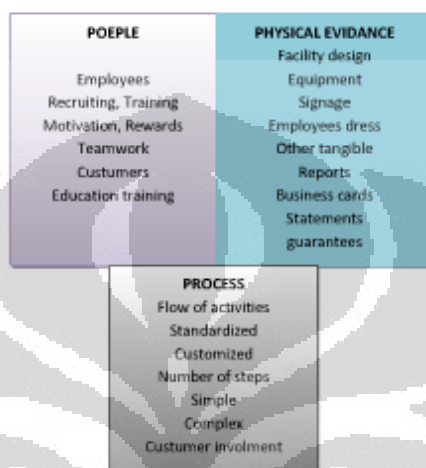 POEPLE
Employees
Recruiting, Training
Motivation, Rewards
Teamwork
Custumers
Education training
PHYSICAL EVIDANCE
Facility design
Equipment
Signage
Employees dress
Other tangible
Reports
Business cards
Statements
guarantees
PROCESS
Flow of activities
Standardized
Customized
Number of steps
Simple
Complex
Custumer involment